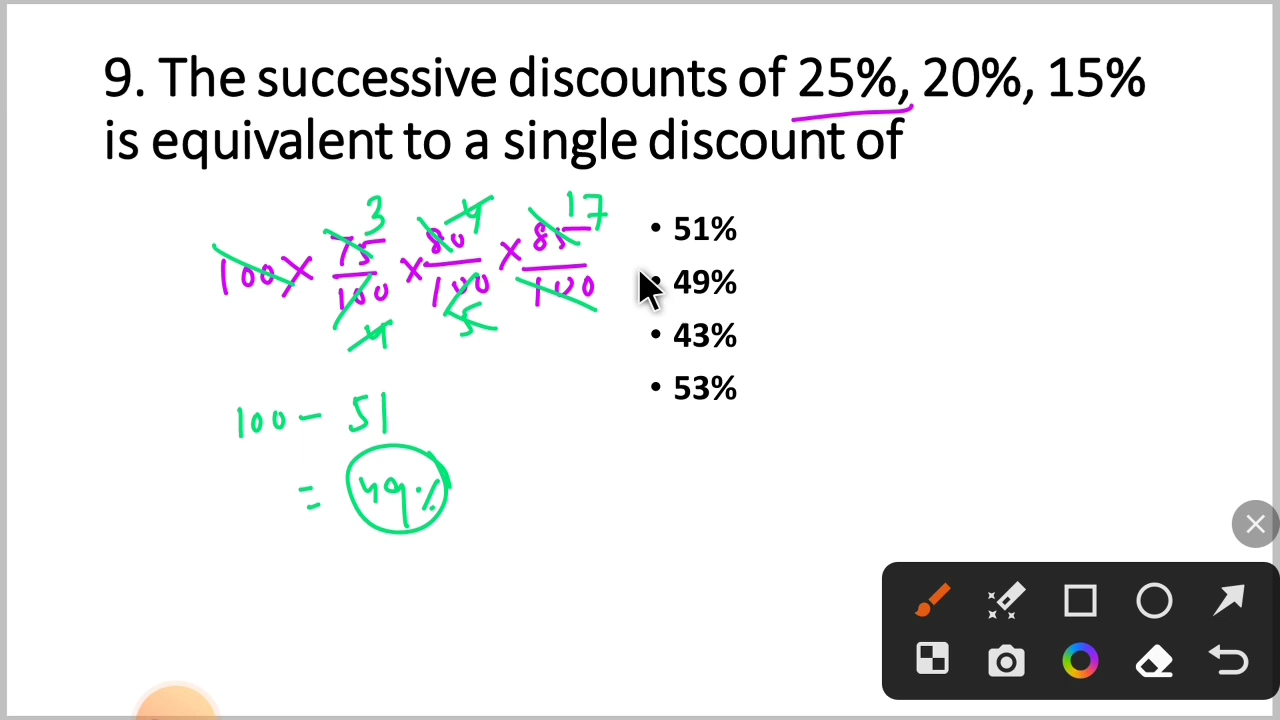 9. The successive discounts of 25%, 20%, 15%
is equivalent to a single discount of
3 4 17
100 × 75/100 × 80/100 × 85/100
4 5
100 - 51
= 49%
• 51%
• 49%
• 43%
• 53%